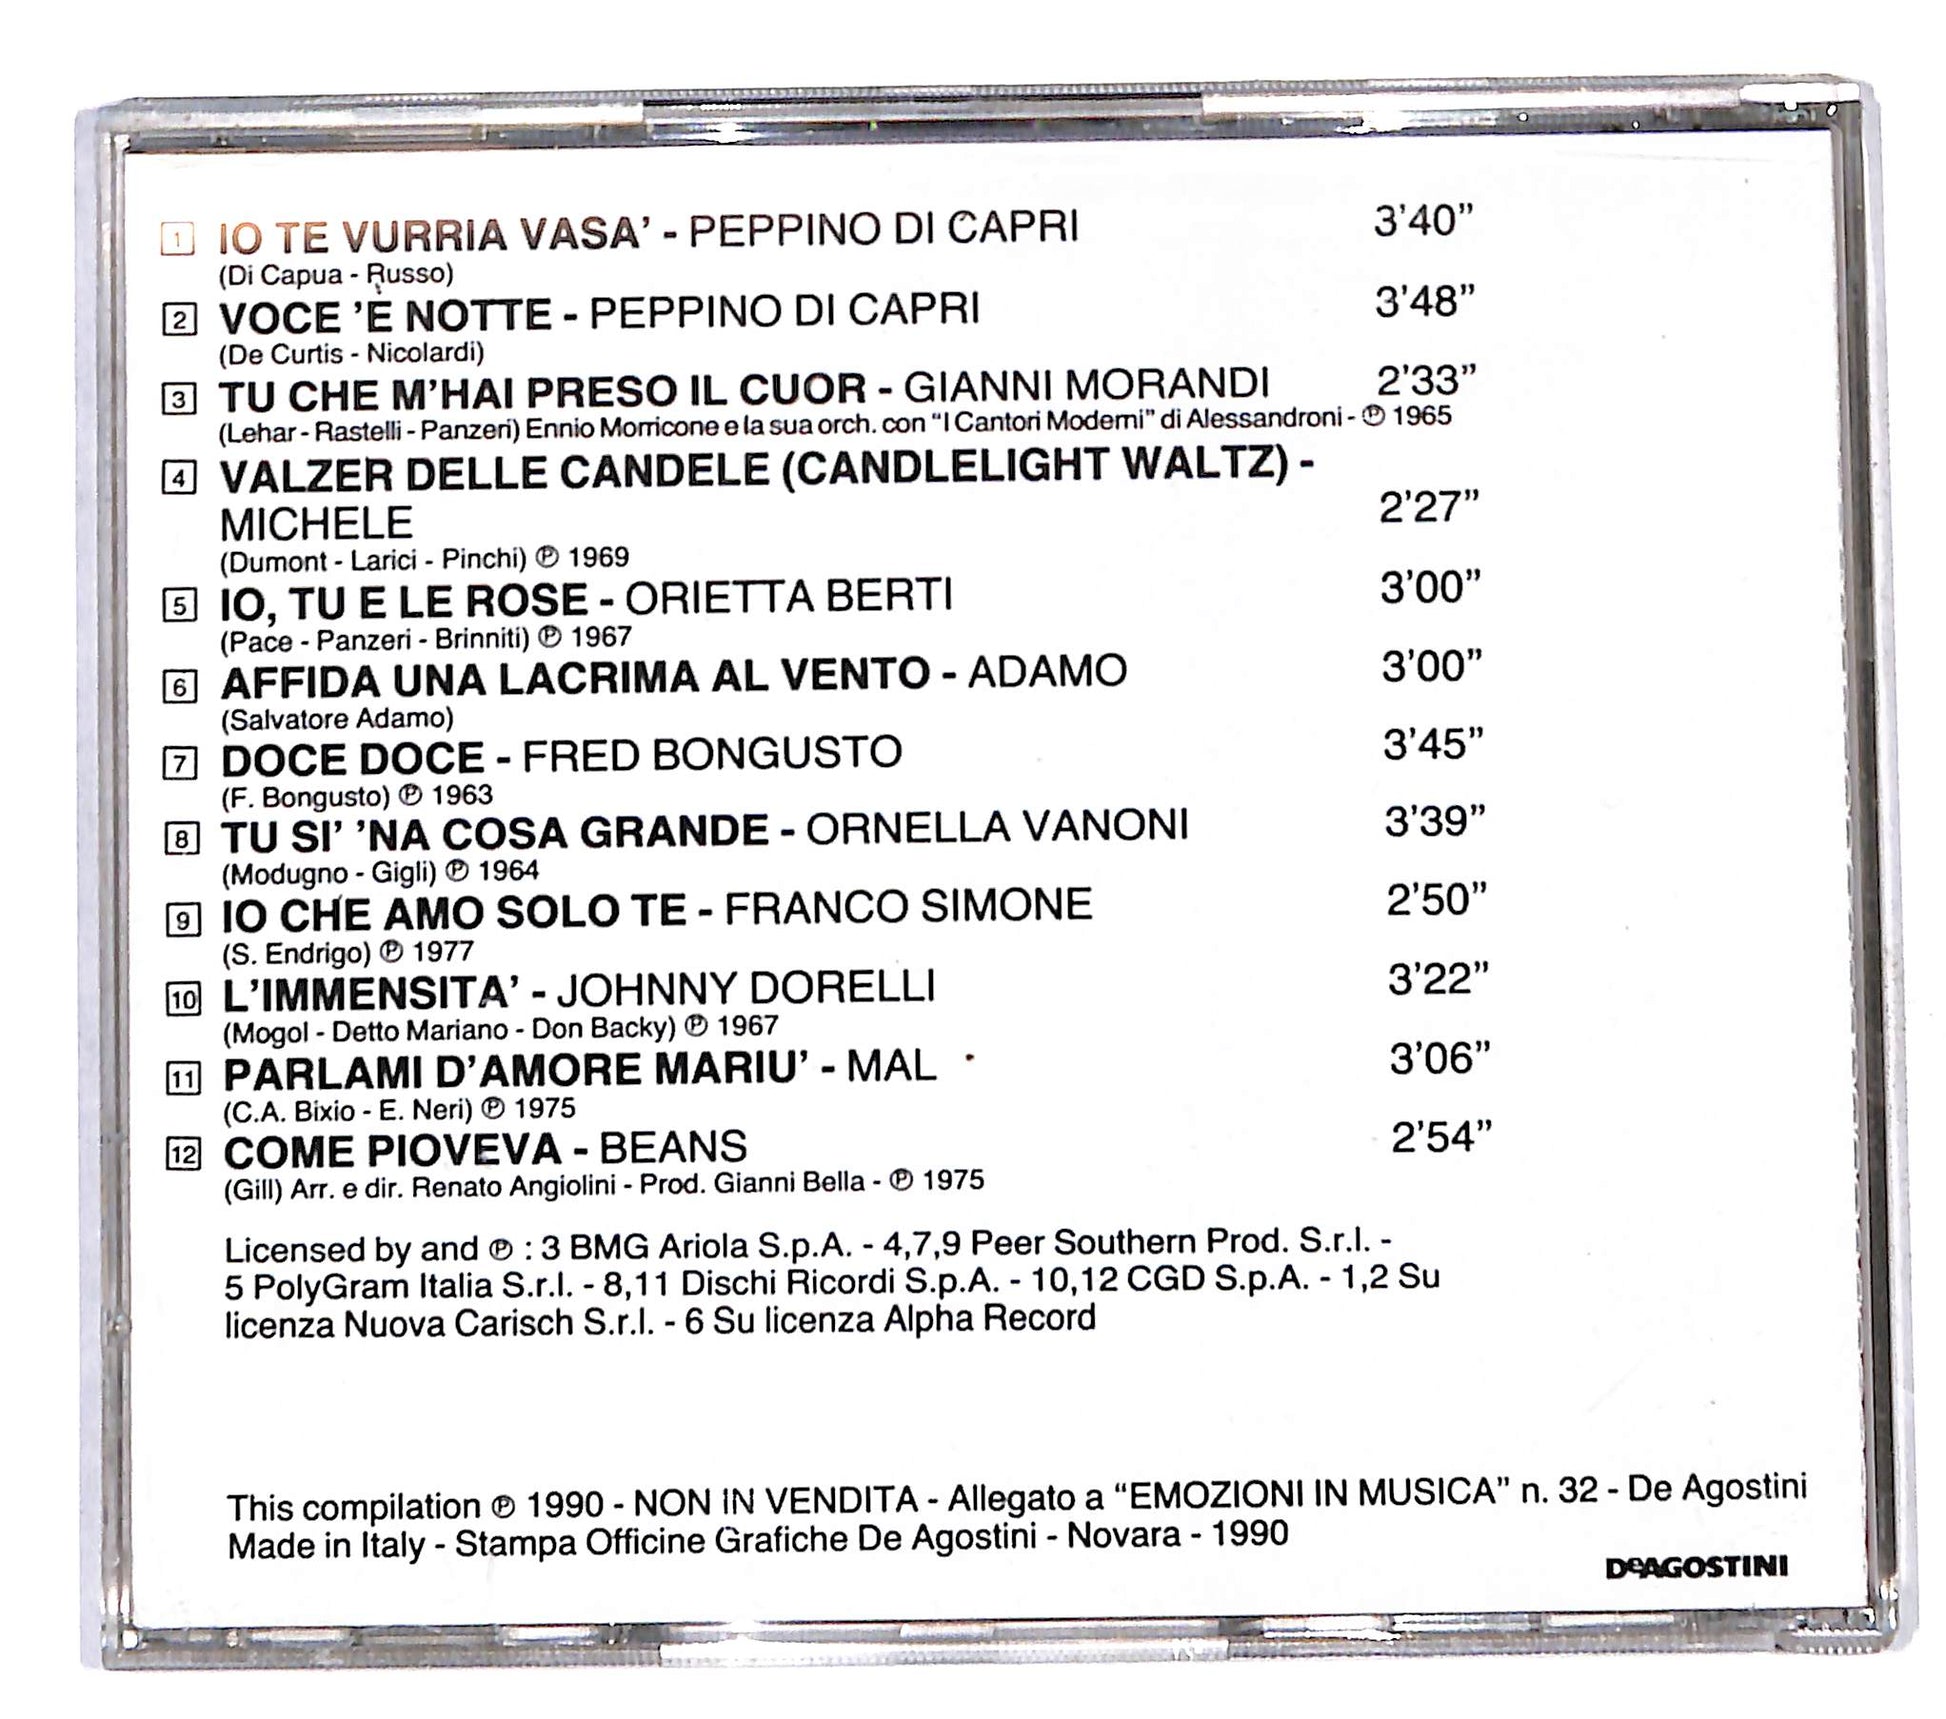 1 IO TE VURRIA VASA' - PEPPINO DI CAPRI 3'40"
(Di Capua - Russo)
2 VOCE 'E NOTTE - PEPPINO DI CAPRI 3'48"
(De Curtis - Nicolardi)
3 TU CHE M'HAI PRESO IL CUOR - GIANNI MORANDI 2'33"
(Lehar - Rastelli - Panzeri) Ennio Morricone e la sua orch. con "I Cantori Moderni" di Alessandroni - ℗ 1965
4 VALZER DELLE CANDELE (CANDLELIGHT WALTZ) -
MICHELE 2'27"
(Dumont - Larici - Pinchi) ℗ 1969
5 IO, TU E LE ROSE - ORIETTA BERTI 3'00"
(Pace - Panzeri - Brinniti) ℗ 1967
6 AFFIDA UNA LACRIMA AL VENTO - ADAMO 3'00"
(Salvatore Adamo)
7 DOCE DOCE - FRED BONGUSTO 3'45"
(F. Bongusto) ℗ 1963
8 TU SI' 'NA COSA GRANDE - ORNELLA VANONI 3'39"
(Modugno - Gigli) ℗ 1964
9 IO CHE AMO SOLO TE - FRANCO SIMONE 2'50"
(S. Endrigo) ℗ 1977
10 L'IMMENSITA' - JOHNNY DORELLI 3'22"
(Mogol - Detto Mariano - Don Backy) ℗ 1967
11 PARLAMI D'AMORE MARIU' - MAL 3'06"
(C.A. Bixio - E. Neri) ℗ 1975
12 COME PIOVEVA - BEANS 2'54"
(Gill) Arr. e dir. Renato Angiolini - Prod. Gianni Bella - ℗ 1975
Licensed by and ℗ : 3 BMG Ariola S.p.A. - 4,7,9 Peer Southern Prod. S.r.l. -
5 PolyGram Italia S.r.l. - 8,11 Dischi Ricordi S.p.A. - 10,12 CGD S.p.A. - 1,2 Su
licenza Nuova Carisch S.r.l. - 6 Su licenza Alpha Record
This compilation ℗ 1990 - NON IN VENDITA - Allegato a "EMOZIONI IN MUSICA" n. 32 - De Agostini
Made in Italy - Stampa Officine Grafiche De Agostini - Novara - 1990
DeAGOSTINI